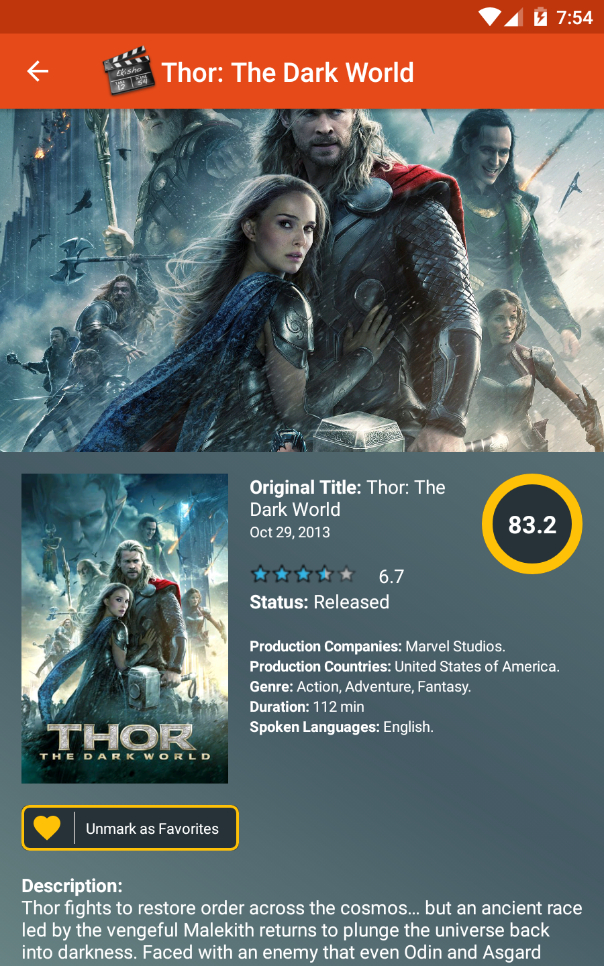 7:54
Ekisho
Thor: The Dark World
Original Title: Thor: The
Dark World
Oct 29, 2013
83.2
6.7
Status: Released
Production Companies: Marvel Studios.
Production Countries: United States of America.
Genre: Action, Adventure, Fantasy.
Duration: 112 min
Spoken Languages: English.
THOR
THE DARK WORLD
Unmark as Favorites
Description:
Thor fights to restore order across the cosmos… but an ancient race
led by the vengeful Malekith returns to plunge the universe back
into darkness. Faced with an enemy that even Odin and Asgard